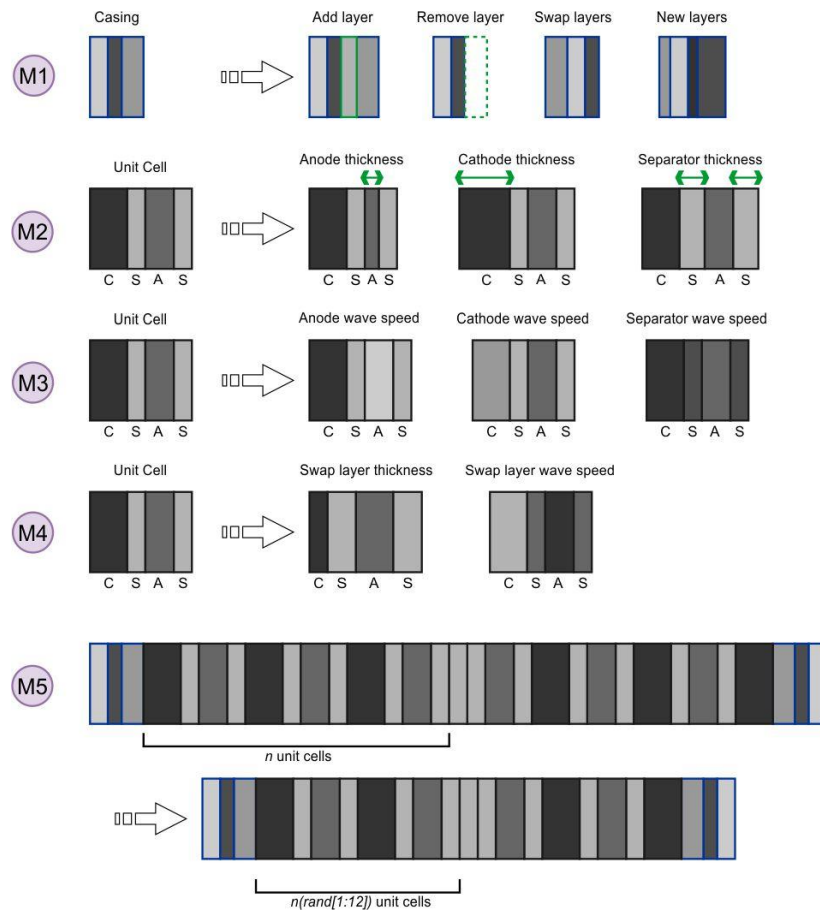 Casing
Add layer
Remove layer
Swap layers
New layers
M1
Unit Cell
Anode thickness
Cathode thickness
Separator thickness
M2
C S A S
C S A S
C S A S
C S A S
Unit Cell
Anode wave speed
Cathode wave speed
Separator wave speed
M3
C S A S
C S A S
C S A S
C S A S
Unit Cell
Swap layer thickness
Swap layer wave speed
M4
C S A S
C S A S
C S A S
M5
n unit cells
n(rand[1:12]) unit cells